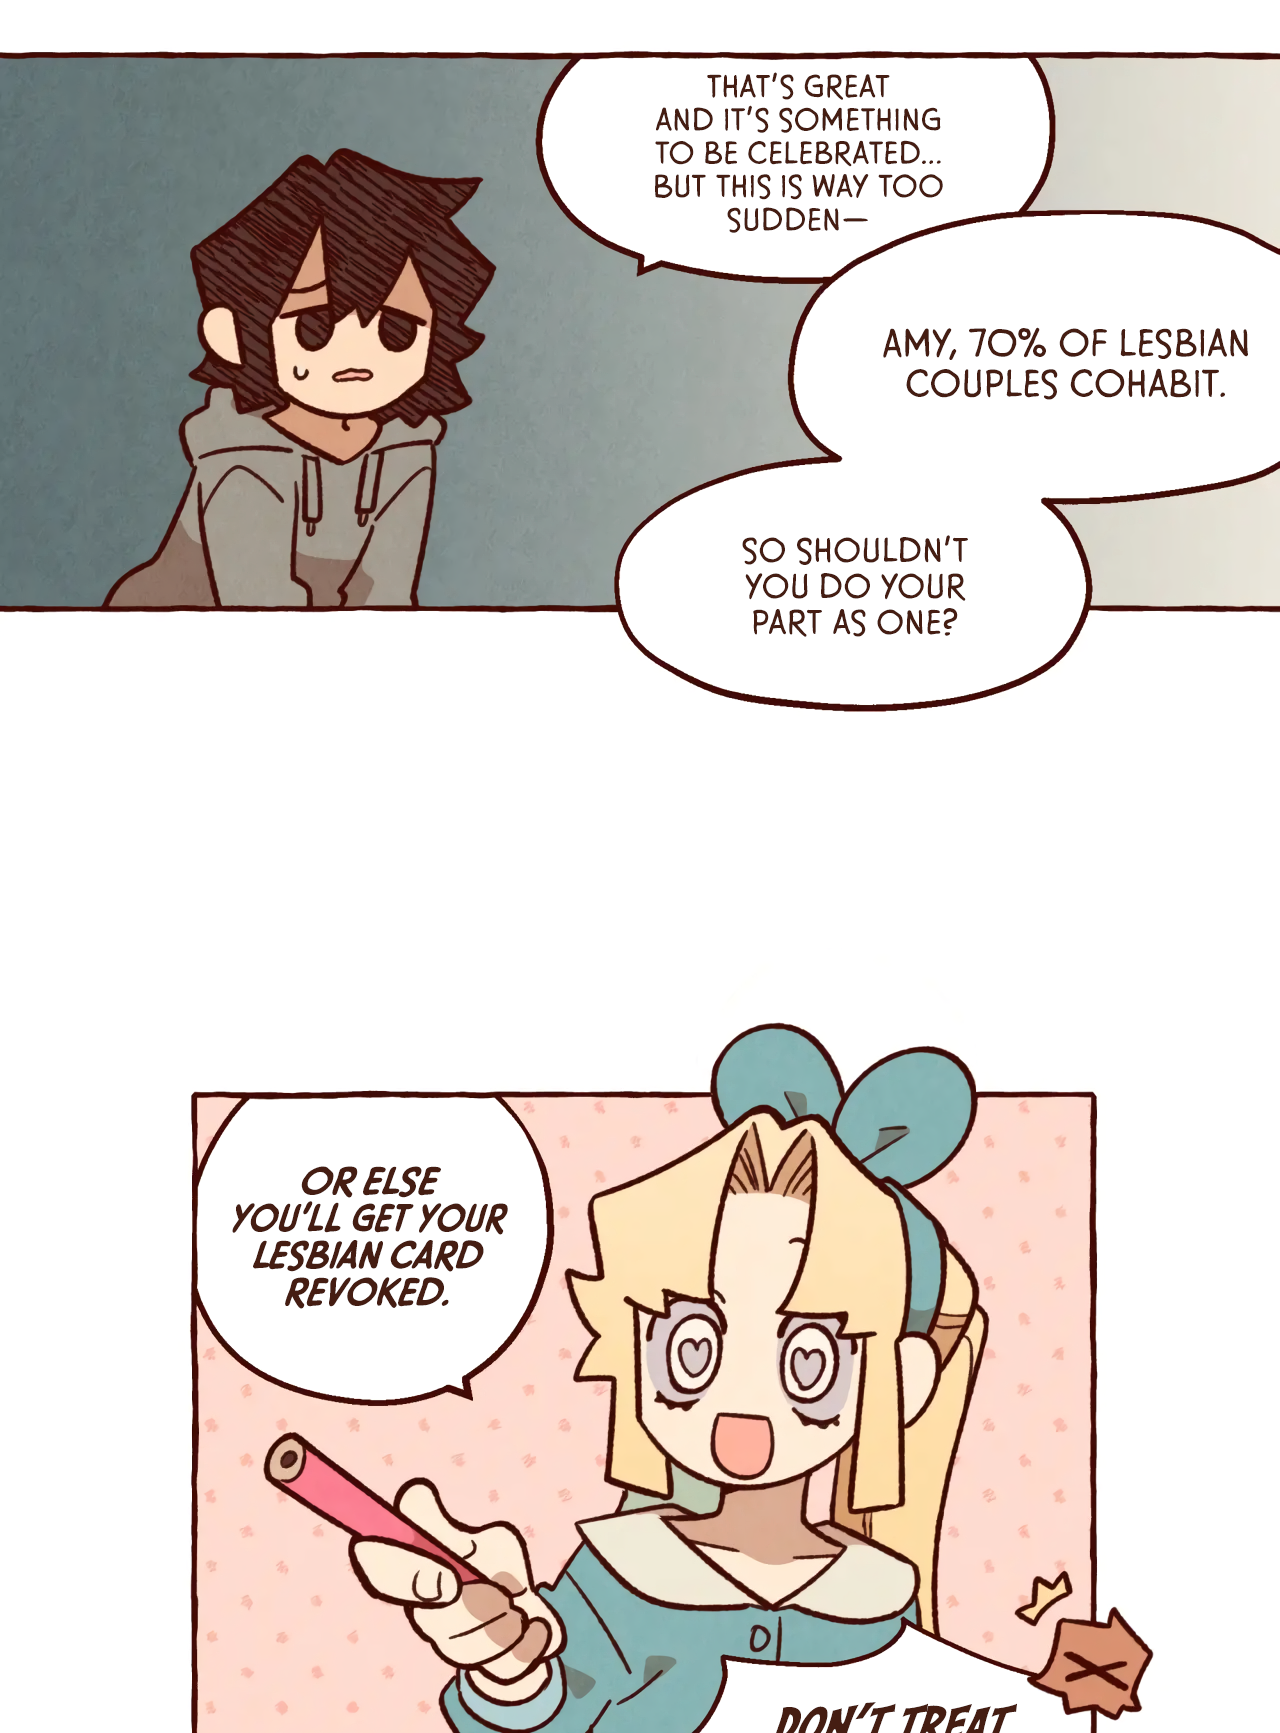 THAT'S GREAT
AND IT'S SOMETHING
TO BE CELEBRATED...
BUT THIS IS WAY TOO
SUDDEN—
AMY, 70% OF LESBIAN
COUPLES COHABIT.
SO SHOULDN'T
YOU DO YOUR
PART AS ONE?
OR ELSE
YOU'LL GET YOUR
LESBIAN CARD
REVOKED.
DON'T TREAT